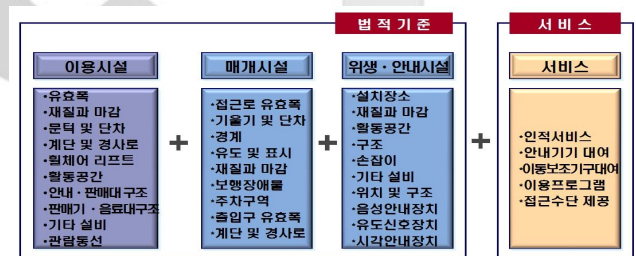 법적기준
서비스
이용시설
·유효폭
·재질과 마감
·문턱 및 단차
·계단 및 경사로
·휠체어 리프트
·활동공간
·안내·판매대구조
·판매기·음료대구조
·기타 설비
·관람동선
+
매개시설
·접근로 유효폭
·기울기 및 단차
·경계
·유도 및 표시
·재질과 마감
·보행장애물
·주차구역
·출입구 유효폭
·계단 및 경사로
+
위생·안내시설
·설치장소
·재질과 마감
·활동공간
·구조
·손잡이
·기타 설비
·위치 및 구조
·음성안내장치
·유도신호장치
·시각안내장치
+
서비스
·인적서비스
·안내기기 대여
·이동보조기구대여
·이용프로그램
·접근수단 제공